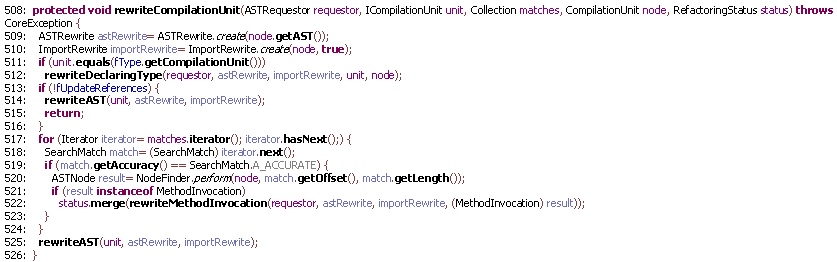 508: protected void rewriteCompilationUnit(ASTRequestor requestor, ICompilationUnit unit, Collection matches, CompilationUnit node, RefactoringStatus status) throws
CoreException {
509: ASTRewrite astRewrite= ASTRewrite.create(node.getAST());
510: ImportRewrite importRewrite= ImportRewrite.create(node, true);
511: if (unit.equals(fType.getCompilationUnit()))
512: rewriteDeclaringType(requestor, astRewrite, importRewrite, unit, node);
513: if (!fUpdateReferences) {
514: rewriteAST(unit, astRewrite, importRewrite);
515: return;
516: }
517: for (Iterator iterator= matches.iterator(); iterator.hasNext();) {
518: SearchMatch match= (SearchMatch) iterator.next();
519: if (match.getAccuracy() == SearchMatch.A_ACCURATE) {
520: ASTNode result= NodeFinder.perform(node, match.getOffset(), match.getLength());
521: if (result instanceof MethodInvocation)
522: status.merge(rewriteMethodInvocation(requestor, astRewrite, importRewrite, (MethodInvocation) result));
523: }
524: }
525: rewriteAST(unit, astRewrite, importRewrite);
526: }